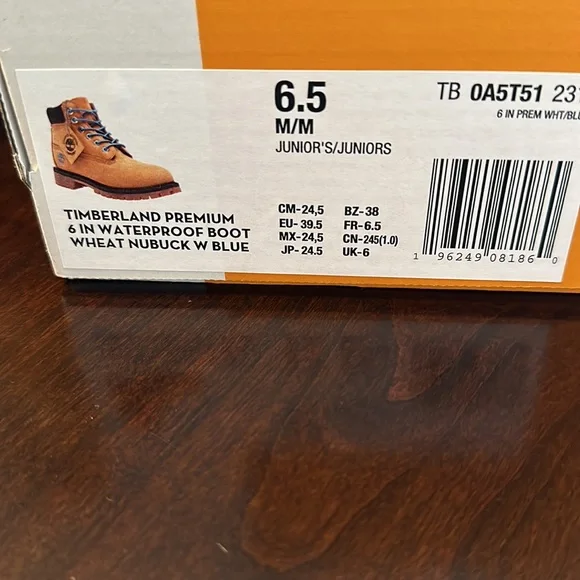 6.5
M/M
JUNIOR'S/JUNIORS
TB 0A5T51 231
6 IN PREM WHT/BLU
TIMBERLAND PREMIUM
6 IN WATERPROOF BOOT
WHEAT NUBUCK W BLUE
CM-24,5 BZ-38
EU-39.5 FR-6.5
MX-24,5 CN-245(1.0)
JP-24.5 UK-6
1 96249 08186 0